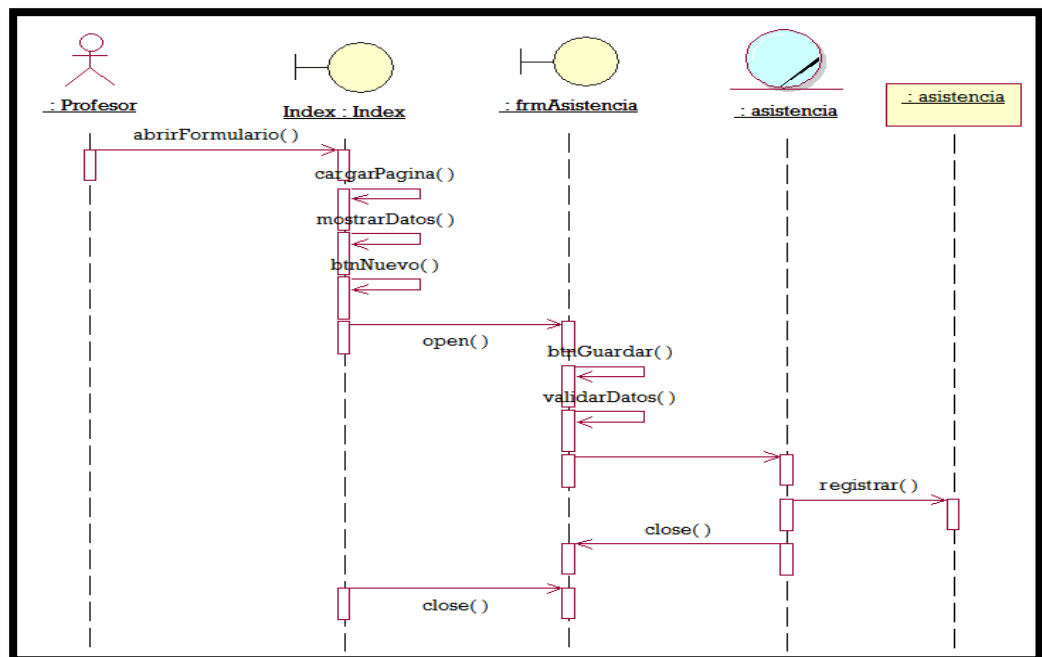 : Profesor
Index : Index
: frmAsistencia
: asistencia
: asistencia
abrirFormulario( )
cargarPagina( )
mostrarDatos( )
btnNuevo( )
open( )
btnGuardar( )
validarDatos( )
registrar( )
close( )
close( )